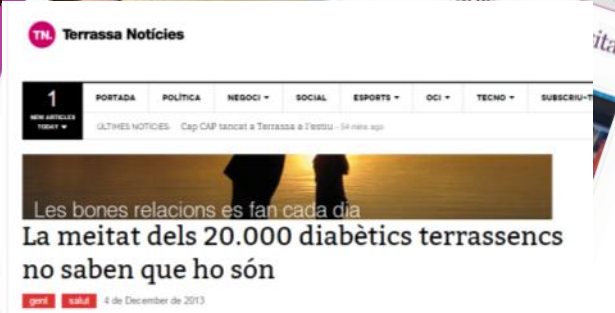 TN. Terrassa Notícies
1 PORTADA POLÍTICA NEGOCI SOCIAL ESPORTS OCI TECNO
NEW ARTICLES
TODAY
ÚLTIMES NOTÍCIES: Cap CAP tancat a Terrassa a l'estiu - 54 mins ago
Les bones relacions es fan cada dia
La meitat dels 20.000 diabètics terrassencs
no saben que ho són
gent salut 4 de December de 2013